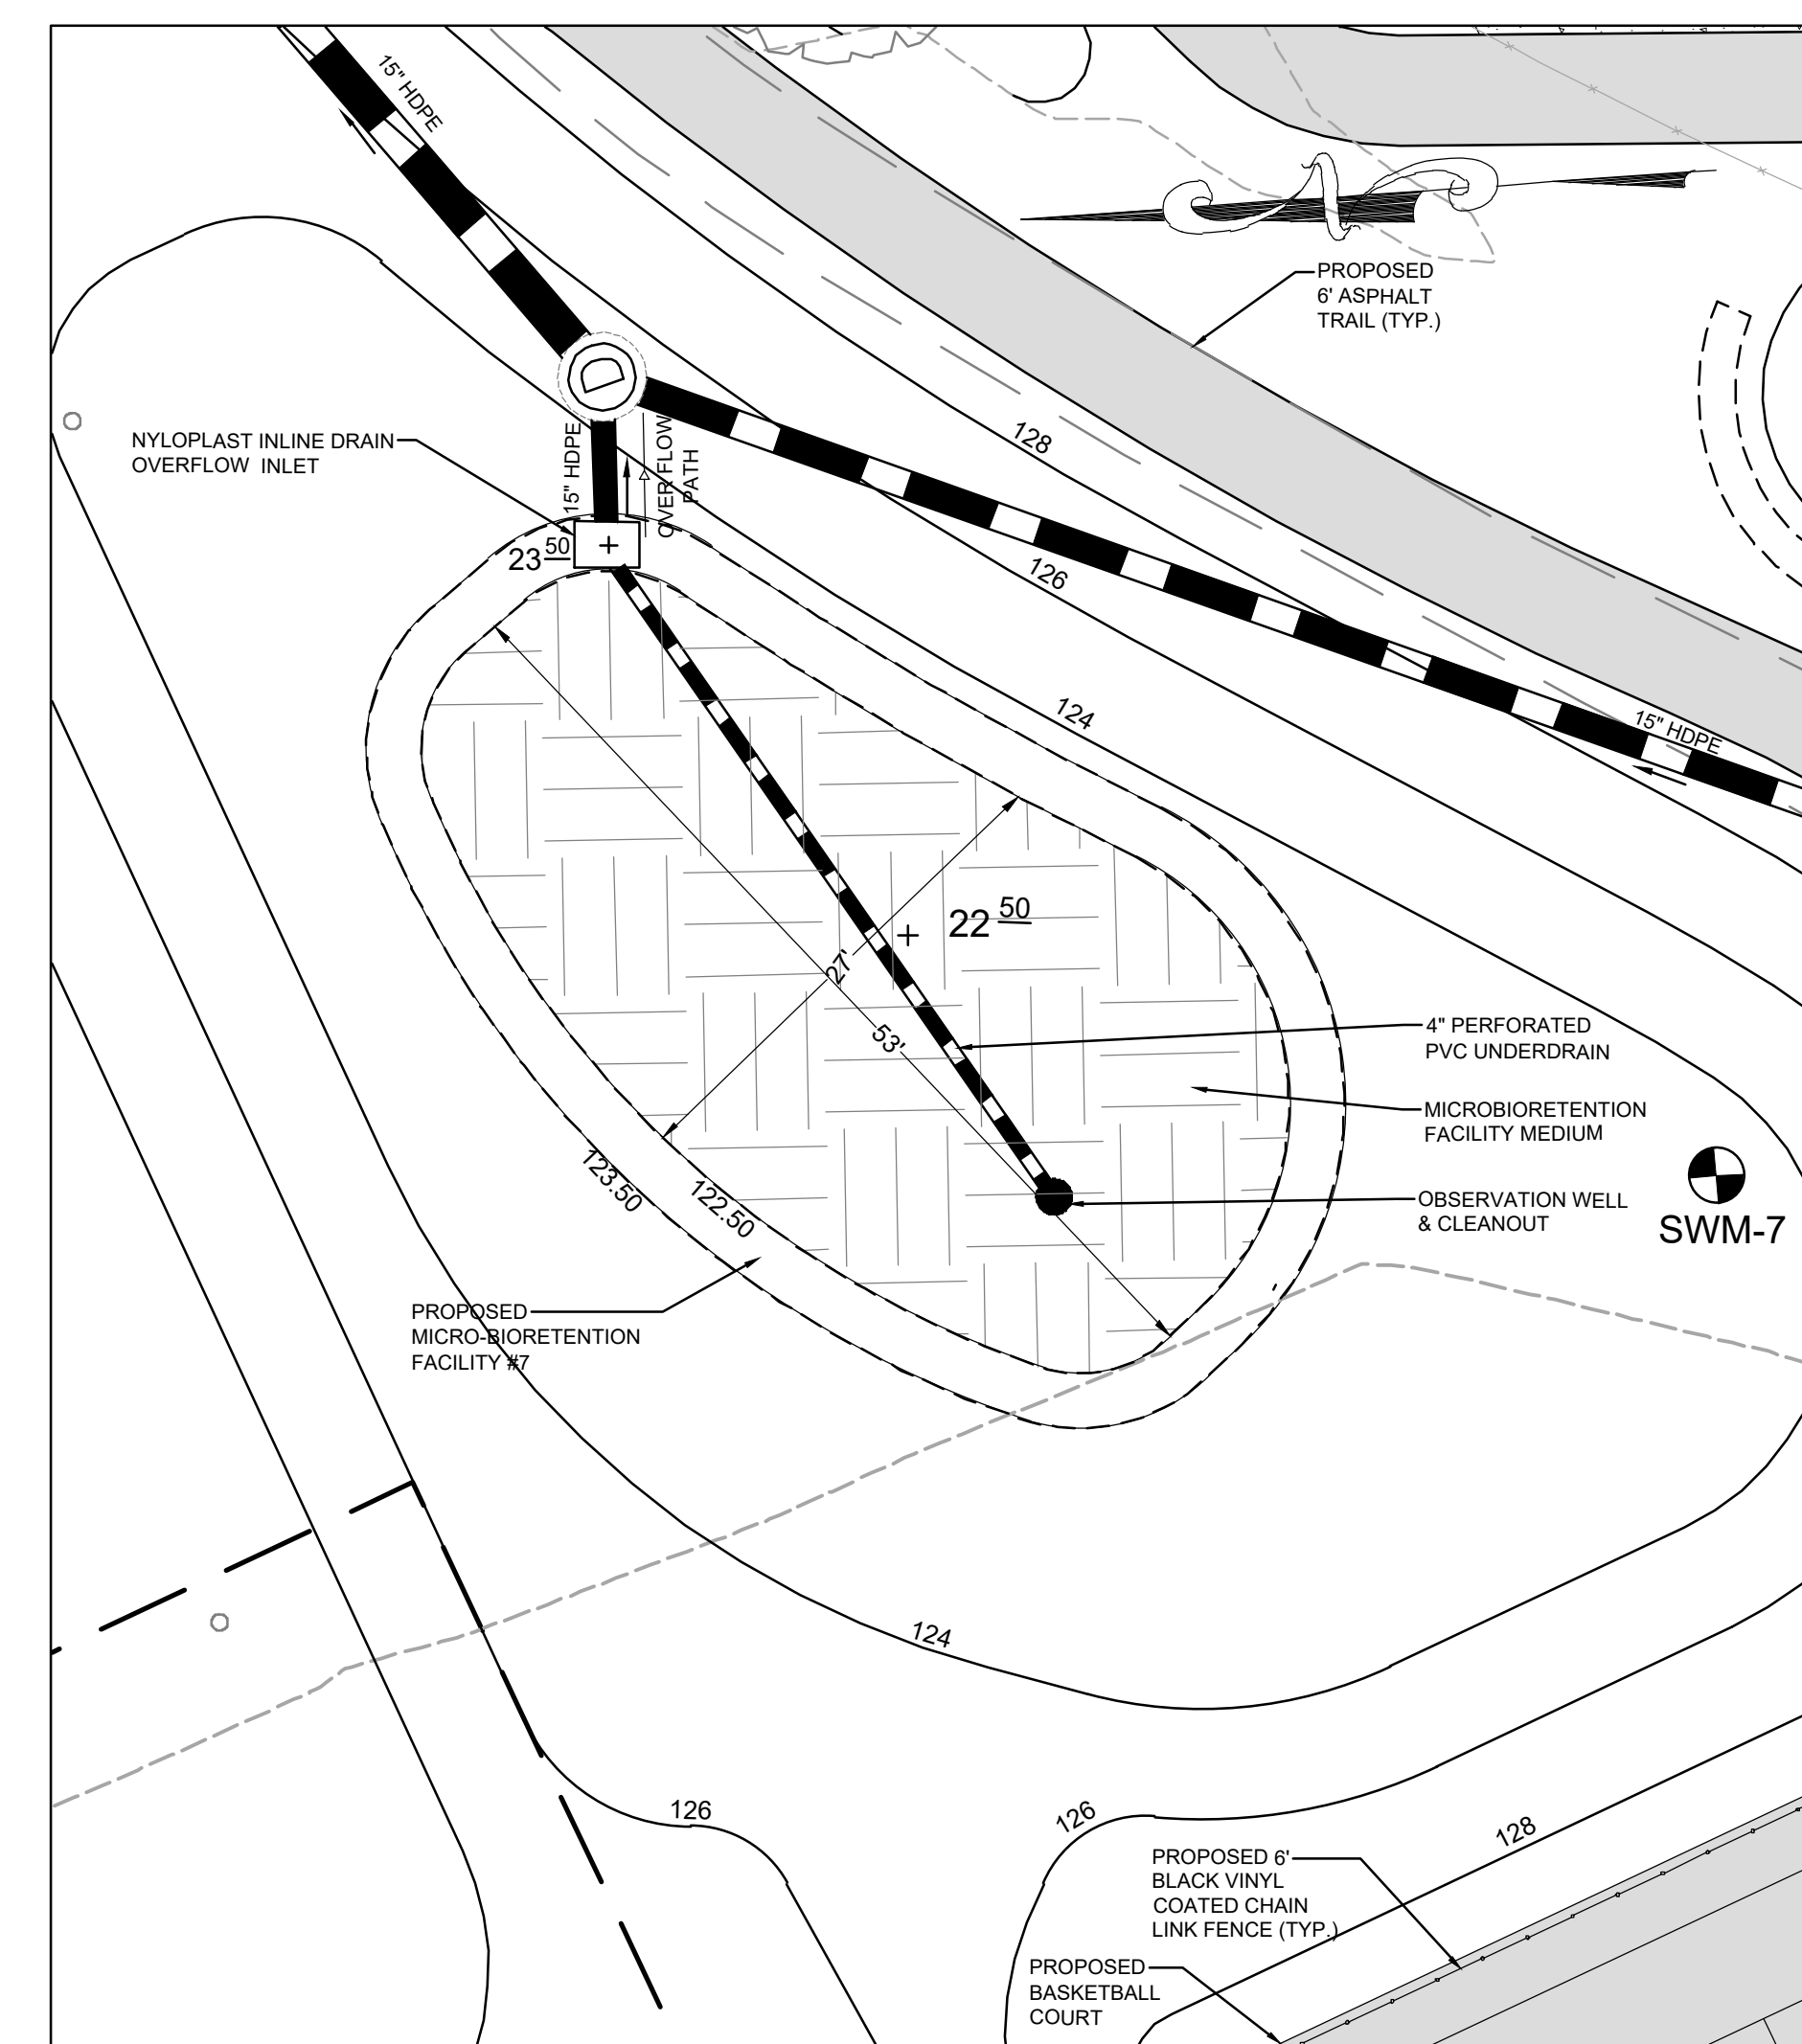 15" HDPE
PROPOSED
6' ASPHALT
TRAIL (TYP.)
NYLOPLAST INLINE DRAIN
OVERFLOW INLET
15" HDPE
OVERFLOW
PATH
D
128
126
23 50
124
15" HDPE
22 50
27'
53'
4" PERFORATED
PVC UNDERDRAIN
MICROBIORETENTION
FACILITY MEDIUM
OBSERVATION WELL
& CLEANOUT
SWM-7
123.50
122.50
PROPOSED
MICRO-BIORETENTION
FACILITY #7
124
126
126
128
PROPOSED 6'
BLACK VINYL
COATED CHAIN
LINK FENCE (TYP.)
PROPOSED
BASKETBALL
COURT